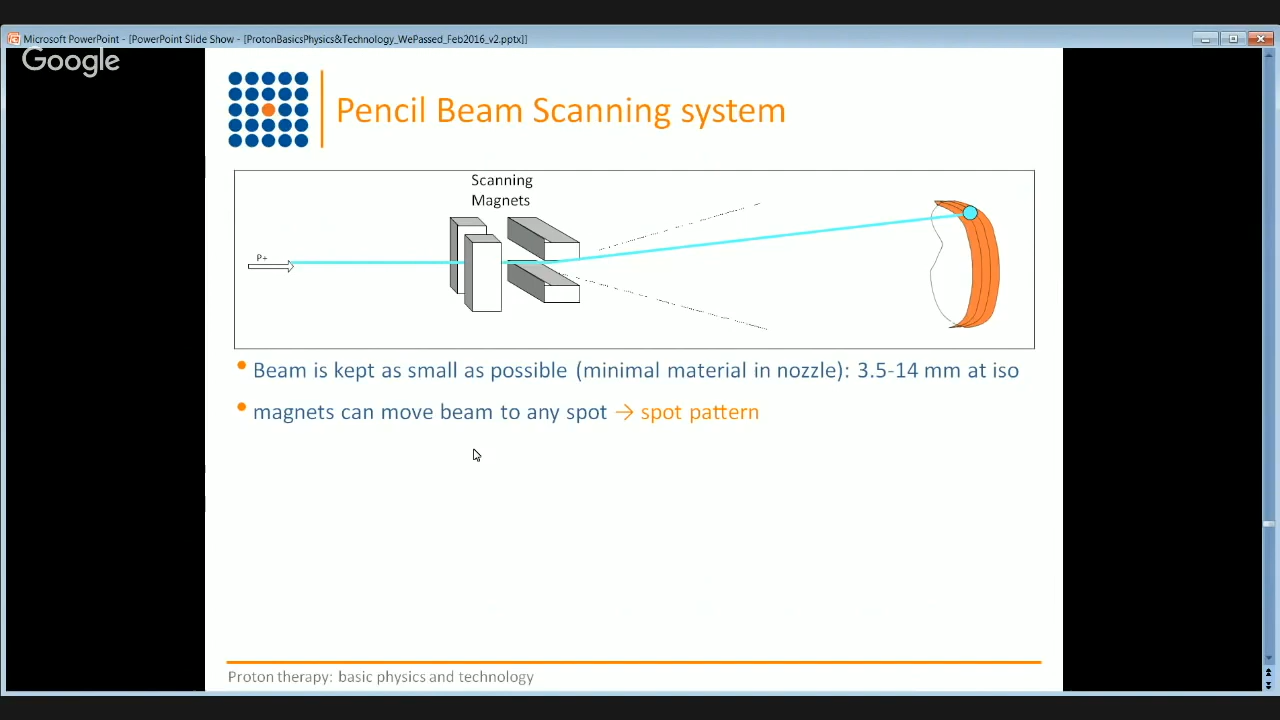 Microsoft PowerPoint - [PowerPoint Slide Show - [ProtonBasicsPhysics&Technology_WePassed_Feb2016_v2.pptx]]
Google
Pencil Beam Scanning system
Scanning
Magnets
P+
Beam is kept as small as possible (minimal material in nozzle): 3.5-14 mm at iso
magnets can move beam to any spot → spot pattern
Proton therapy: basic physics and technology